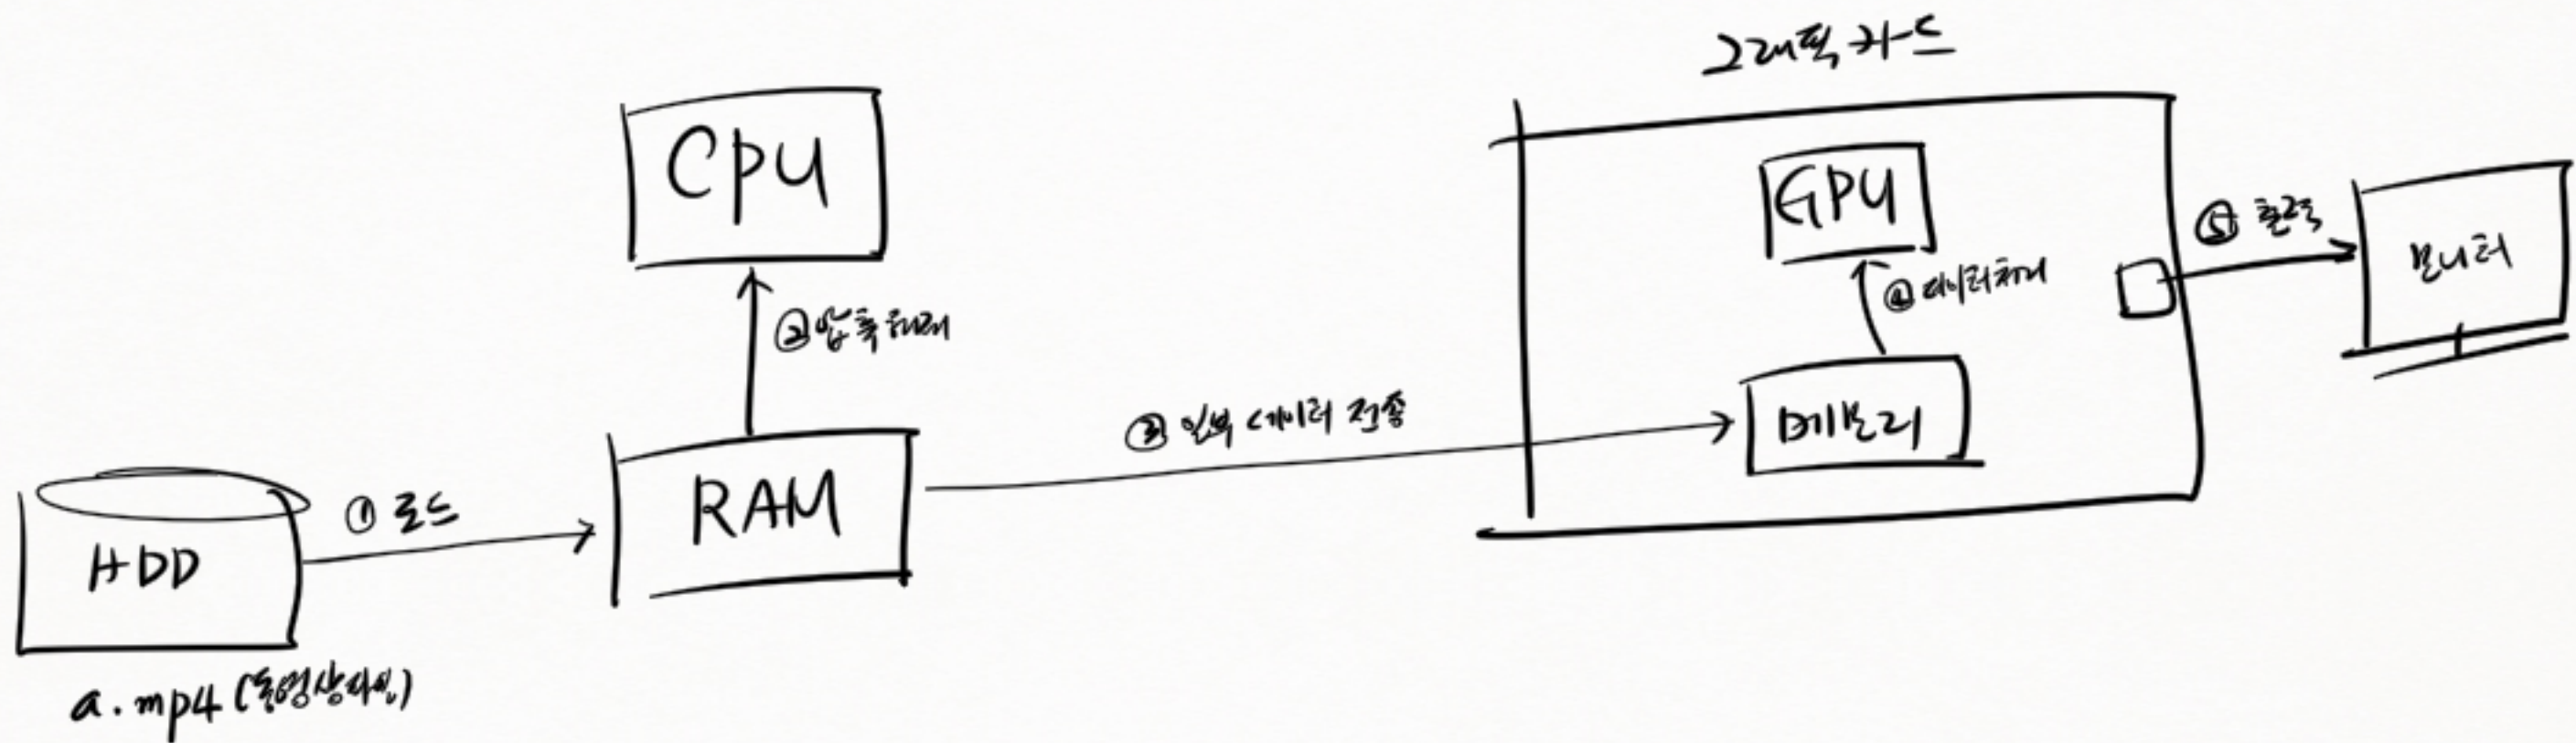 그래픽 카드
CPU
GPU
⑤ 출력
모니터
② 압축해제
④ 데이터처리
③ 일부 데이터 전송
메모리
RAM
① 로드
HDD
a.mp4 (동영상파일)